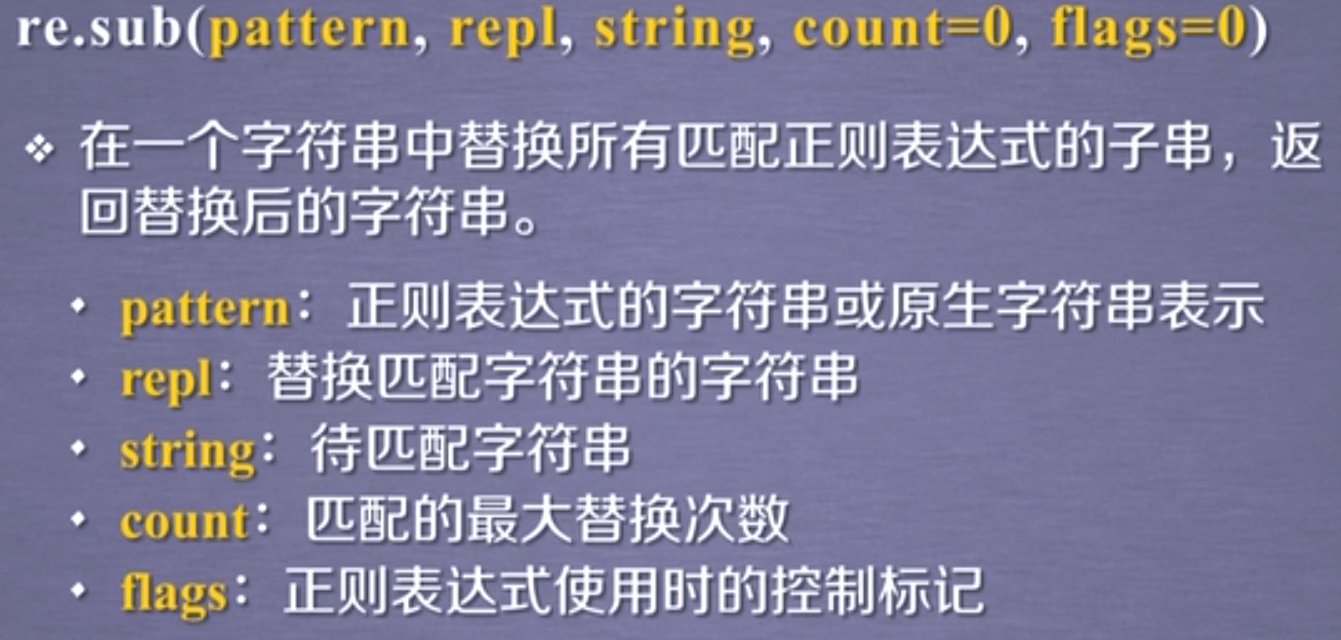 re.sub(pattern, repl, string, count=0, flags=0)
❖ 在一个字符串中替换所有匹配正则表达式的子串，返
回替换后的字符串。
• pattern：正则表达式的字符串或原生字符串表示
• repl：替换匹配字符串的字符串
• string：待匹配字符串
• count：匹配的最大替换次数
• flags：正则表达式使用时的控制标记